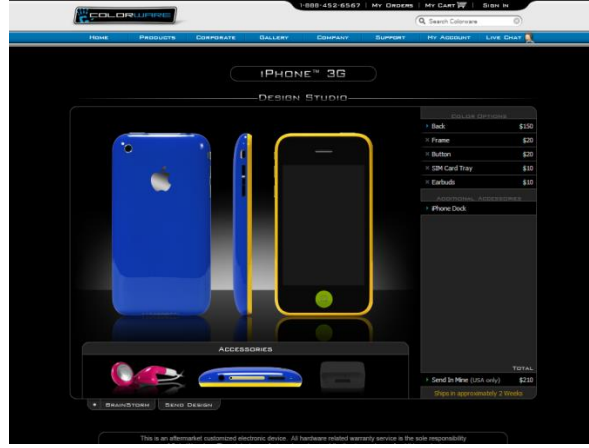 1-888-452-6567 | My Orders | My Cart | Sign In
COLORWARE
Search Colorware
Home Products Corporate Gallery Company Support My Account Live Chat
iPhone™ 3G
Design Studio
Color Options
Back $150
Frame $20
Button $20
SIM Card Tray $10
Earbuds $10
Additional Accessories
iPhone Dock
Accessories
Total
Send In Mine (USA only) $210
Ships in approximately 2 Weeks
BrainStorm Send Design
This is an aftermarket customized electronic device. All hardware related warranty service is the sole responsibility